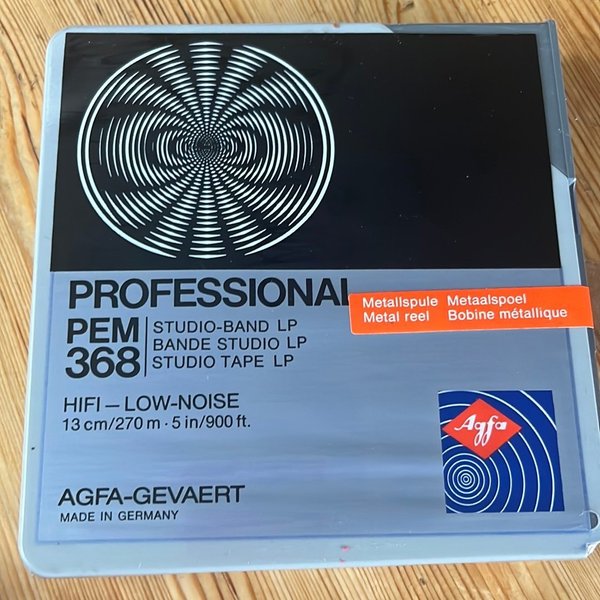 PROFESSIONAL
Metallspule Metaalspoel
Metal reel Bobine métallique
PEM
368
STUDIO-BAND LP
BANDE STUDIO LP
STUDIO TAPE LP
HIFI – LOW-NOISE
13 cm/270 m · 5 in/900 ft.
Agfa
AGFA-GEVAERT
MADE IN GERMANY